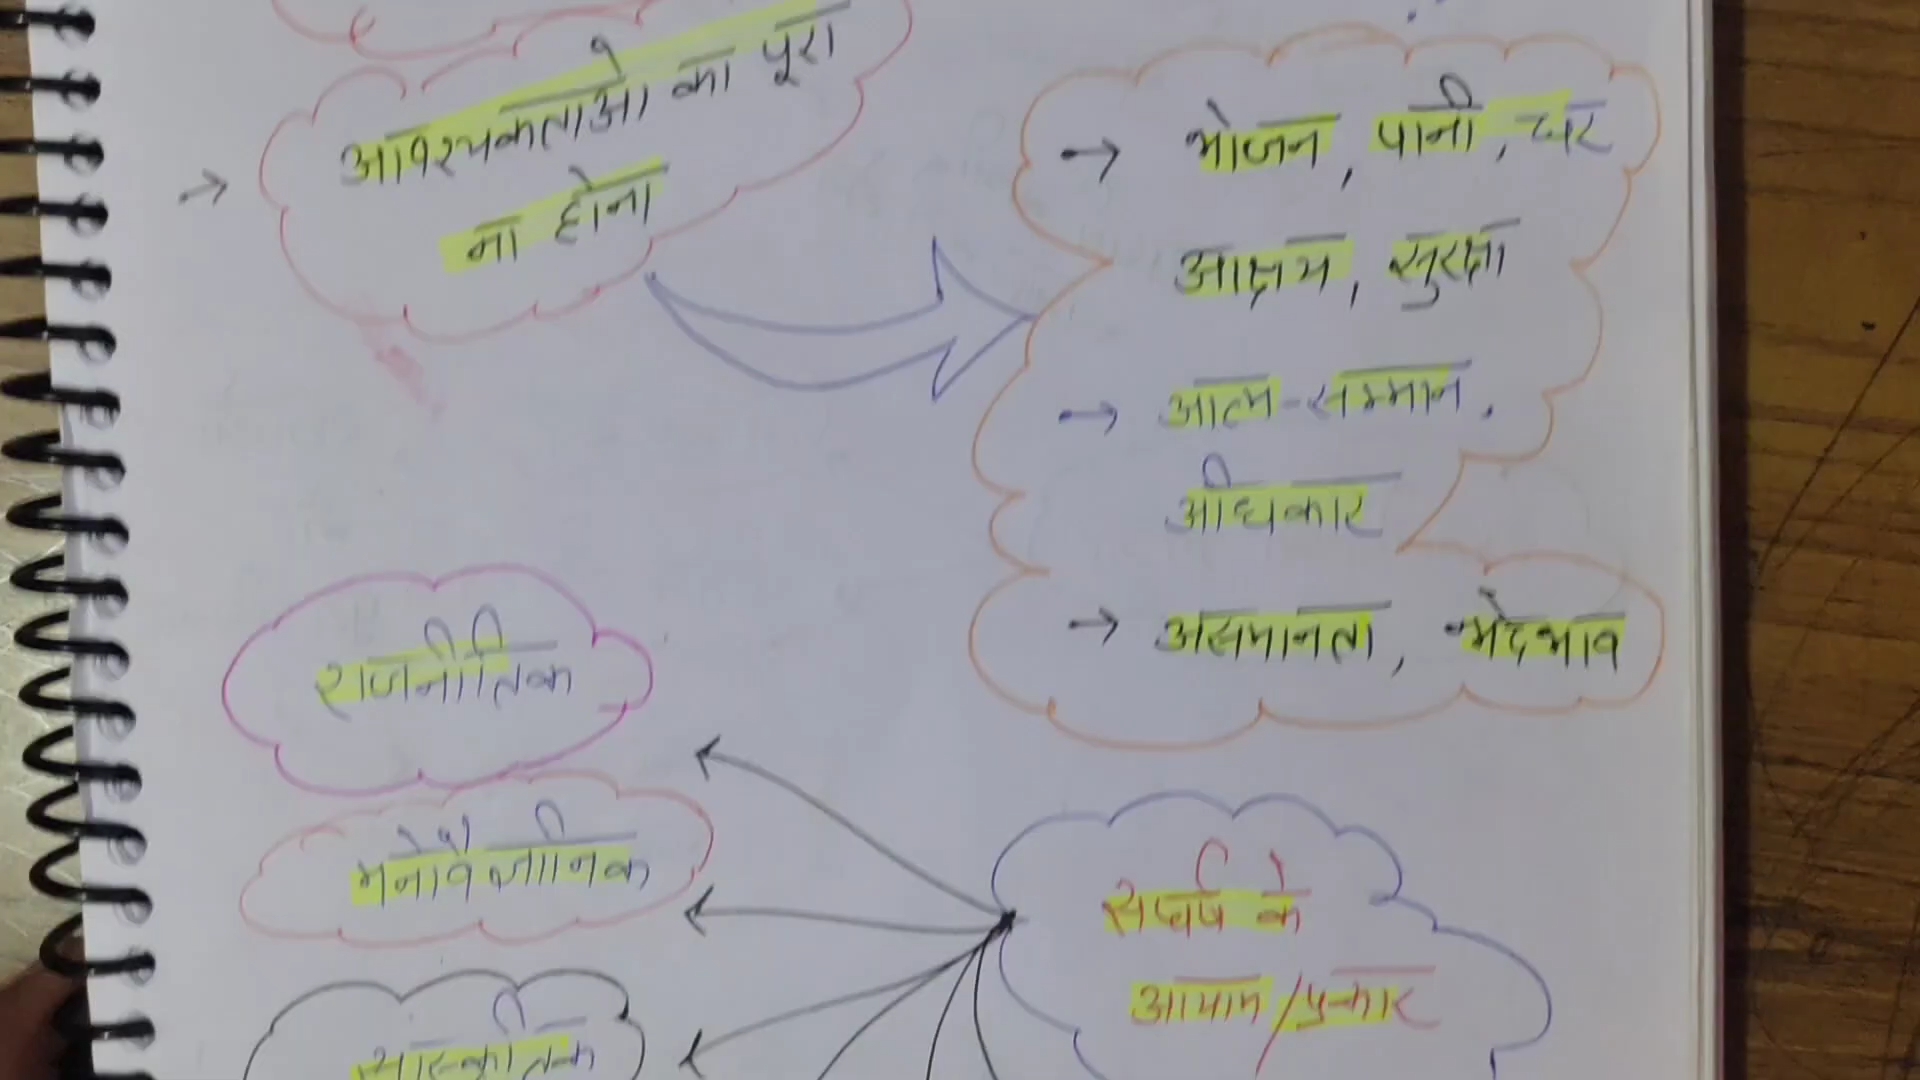 आवश्यकताओं का पूरा
ना होना
→ भोजन, पानी, घर
आश्रय, सुरक्षा
→ आत्म-सम्मान,
अधिकार
→ असमानता, भेदभाव
राजनीतिक
मनोवैज्ञानिक
सांस्कृतिक
संघर्ष के
आयाम/प्रकार